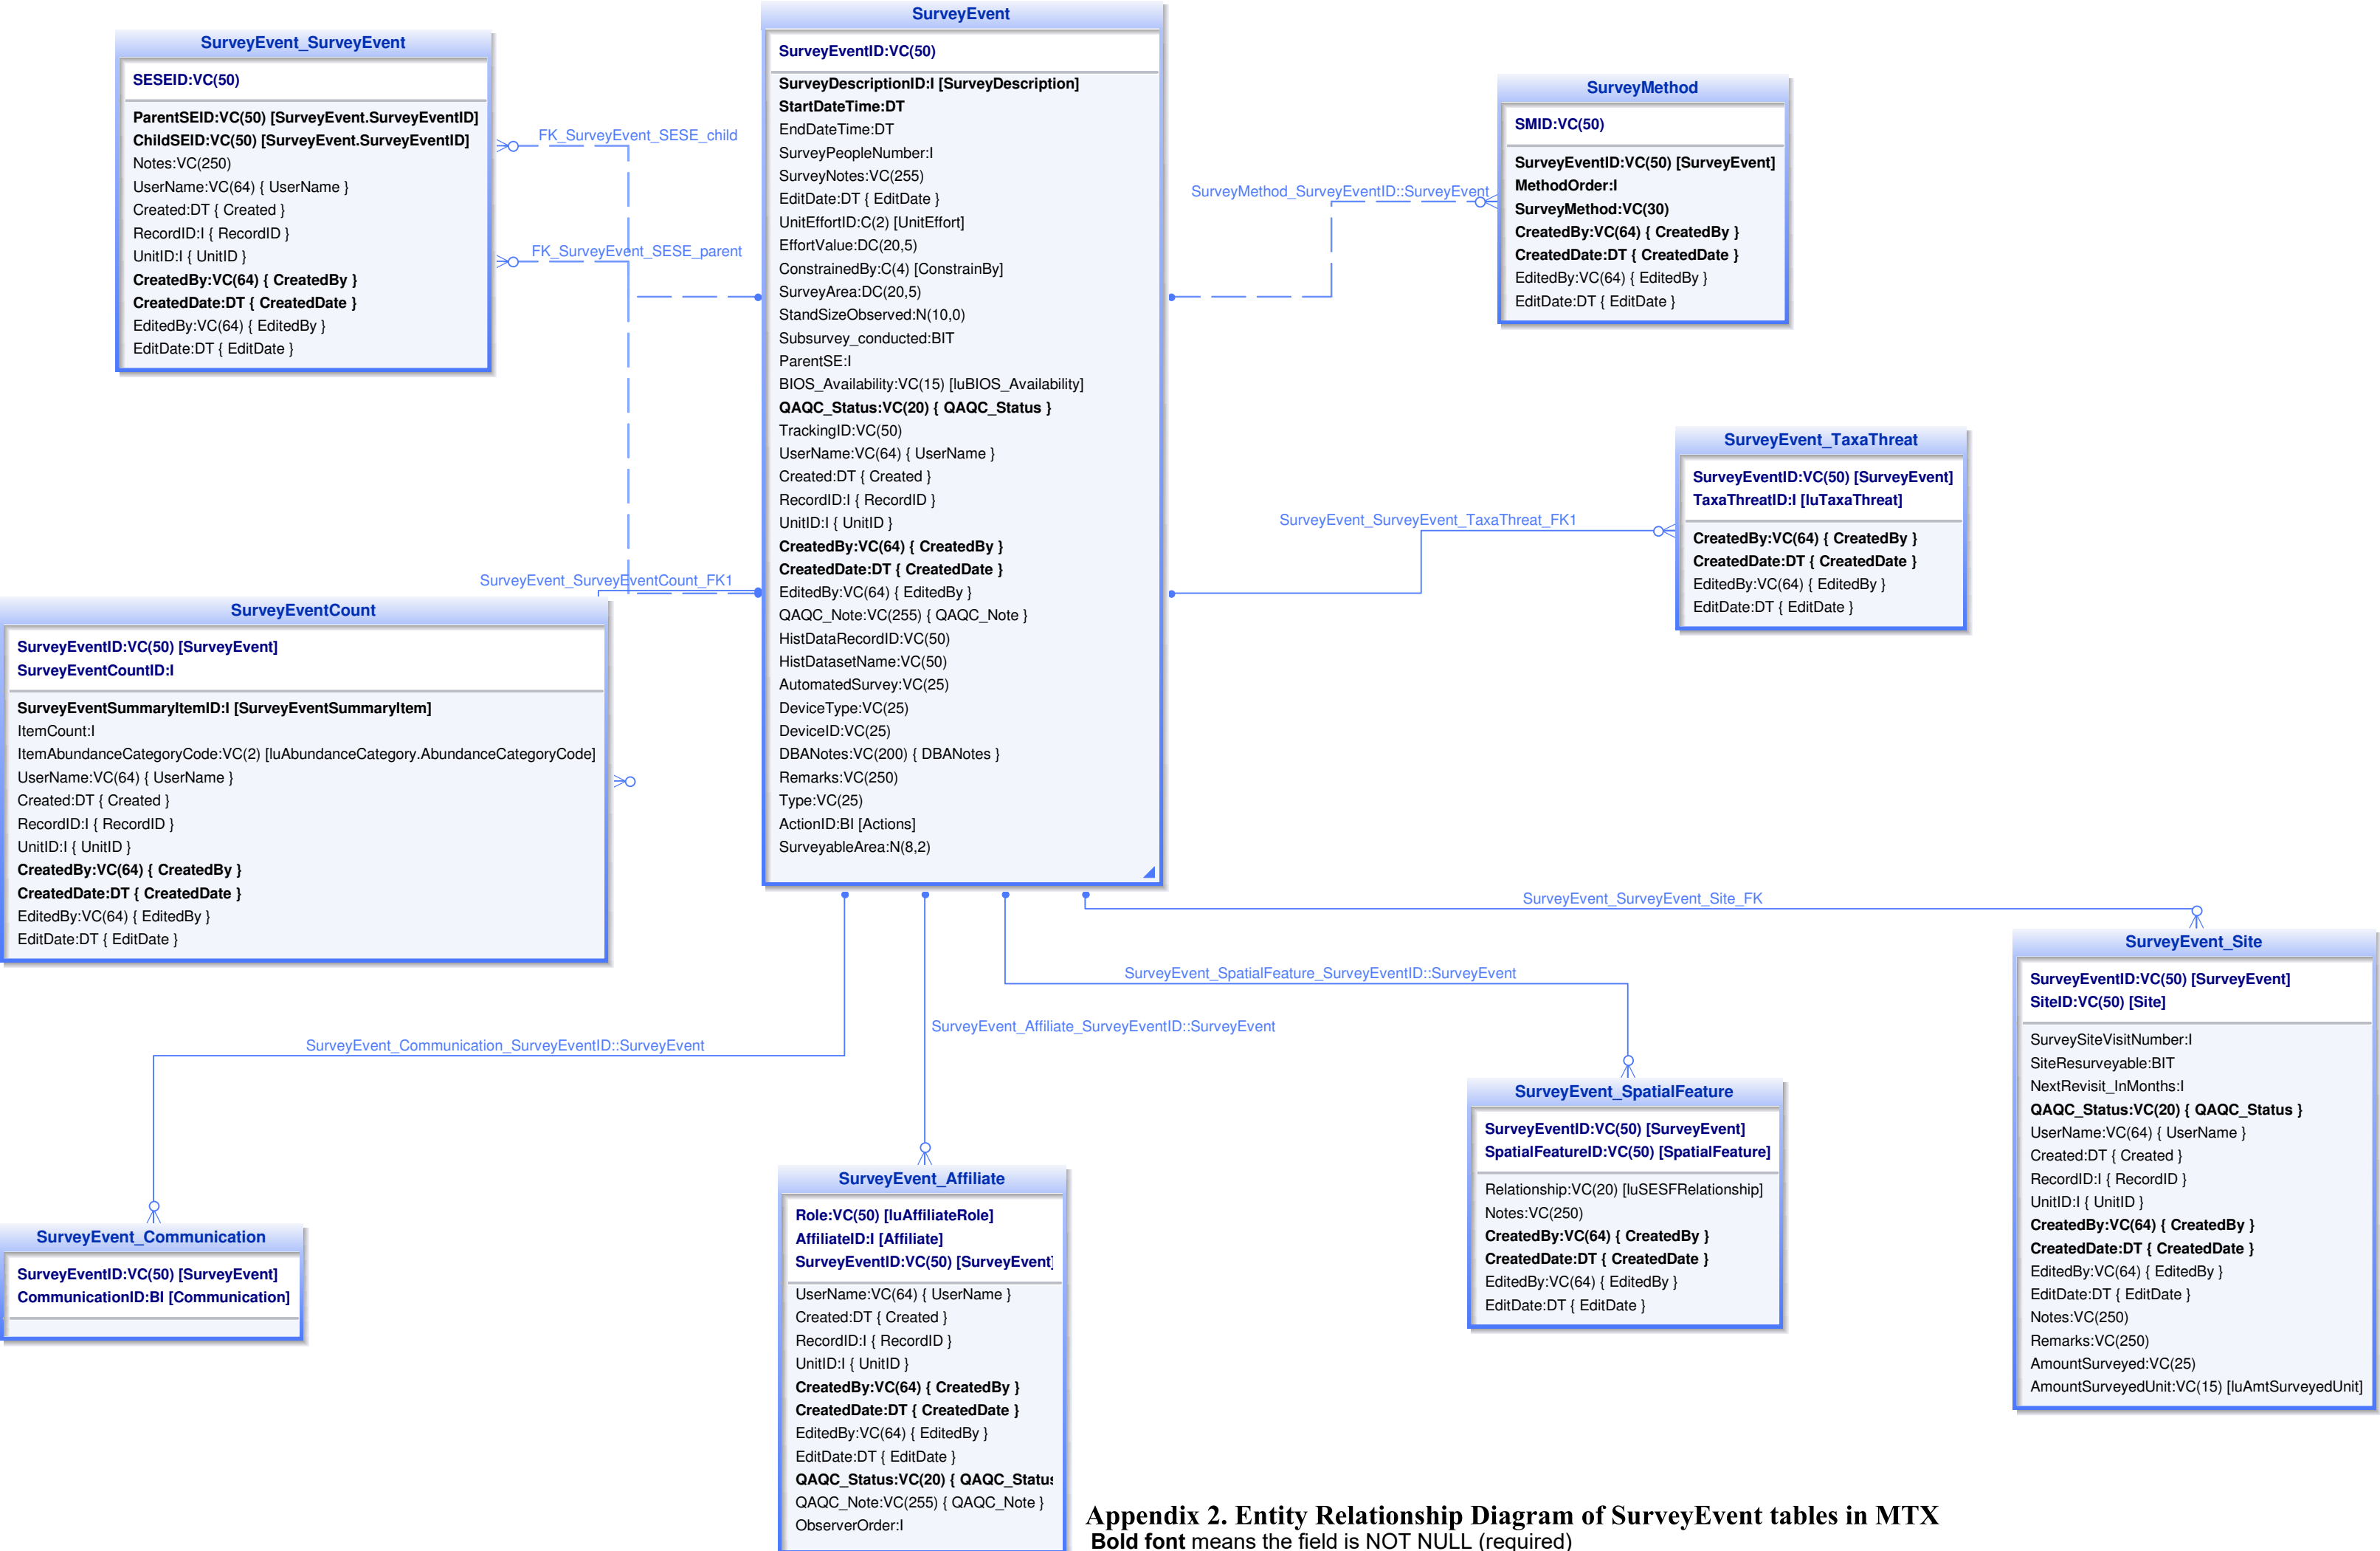 SurveyEvent_SurveyEvent
SESEID:VC(50)
ParentSEID:VC(50) [SurveyEvent.SurveyEventID]
ChildSEID:VC(50) [SurveyEvent.SurveyEventID]
Notes:VC(250)
UserName:VC(64) { UserName }
Created:DT { Created }
RecordID:I { RecordID }
UnitID:I { UnitID }
CreatedBy:VC(64) { CreatedBy }
CreatedDate:DT { CreatedDate }
EditedBy:VC(64) { EditedBy }
EditDate:DT { EditDate }
FK_SurveyEvent_SESE_child
FK_SurveyEvent_SESE_parent
SurveyEvent
SurveyEventID:VC(50)
SurveyDescriptionID:I [SurveyDescription]
StartDateTime:DT
EndDateTime:DT
SurveyPeopleNumber:I
SurveyNotes:VC(255)
EditDate:DT { EditDate }
UnitEffortID:C(2) [UnitEffort]
EffortValue:DC(20,5)
ConstrainedBy:C(4) [ConstrainBy]
SurveyArea:DC(20,5)
StandSizeObserved:N(10,0)
Subsurvey_conducted:BIT
ParentSE:I
BIOS_Availability:VC(15) [luBIOS_Availability]
QAQC_Status:VC(20) { QAQC_Status }
TrackingID:VC(50)
UserName:VC(64) { UserName }
Created:DT { Created }
RecordID:I { RecordID }
UnitID:I { UnitID }
CreatedBy:VC(64) { CreatedBy }
CreatedDate:DT { CreatedDate }
EditedBy:VC(64) { EditedBy }
QAQC_Note:VC(255) { QAQC_Note }
HistDataRecordID:VC(50)
HistDatasetName:VC(50)
AutomatedSurvey:VC(25)
DeviceType:VC(25)
DeviceID:VC(25)
DBANotes:VC(200) { DBANotes }
Remarks:VC(250)
Type:VC(25)
ActionID:BI [Actions]
SurveyableArea:N(8,2)
SurveyMethod_SurveyEventID::SurveyEvent
SurveyMethod
SMID:VC(50)
SurveyEventID:VC(50) [SurveyEvent]
MethodOrder:I
SurveyMethod:VC(30)
CreatedBy:VC(64) { CreatedBy }
CreatedDate:DT { CreatedDate }
EditedBy:VC(64) { EditedBy }
EditDate:DT { EditDate }
SurveyEvent_SurveyEvent_TaxaThreat_FK1
SurveyEvent_TaxaThreat
SurveyEventID:VC(50) [SurveyEvent]
TaxaThreatID:I [luTaxaThreat]
CreatedBy:VC(64) { CreatedBy }
CreatedDate:DT { CreatedDate }
EditedBy:VC(64) { EditedBy }
EditDate:DT { EditDate }
SurveyEvent_SurveyEventCount_FK1
SurveyEventCount
SurveyEventID:VC(50) [SurveyEvent]
SurveyEventCountID:I
SurveyEventSummaryItemID:I [SurveyEventSummaryItem]
ItemCount:I
ItemAbundanceCategoryCode:VC(2) [luAbundanceCategory.AbundanceCategoryCode]
UserName:VC(64) { UserName }
Created:DT { Created }
RecordID:I { RecordID }
UnitID:I { UnitID }
CreatedBy:VC(64) { CreatedBy }
CreatedDate:DT { CreatedDate }
EditedBy:VC(64) { EditedBy }
EditDate:DT { EditDate }
SurveyEvent_SurveyEvent_Site_FK
SurveyEvent_Site
SurveyEventID:VC(50) [SurveyEvent]
SiteID:VC(50) [Site]
SurveySiteVisitNumber:I
SiteResurveyable:BIT
NextRevisit_InMonths:I
QAQC_Status:VC(20) { QAQC_Status }
UserName:VC(64) { UserName }
Created:DT { Created }
RecordID:I { RecordID }
UnitID:I { UnitID }
CreatedBy:VC(64) { CreatedBy }
CreatedDate:DT { CreatedDate }
EditedBy:VC(64) { EditedBy }
EditDate:DT { EditDate }
Notes:VC(250)
Remarks:VC(250)
AmountSurveyed:VC(25)
AmountSurveyedUnit:VC(15) [luAmtSurveyedUnit]
SurveyEvent_SpatialFeature_SurveyEventID::SurveyEvent
SurveyEvent_SpatialFeature
SurveyEventID:VC(50) [SurveyEvent]
SpatialFeatureID:VC(50) [SpatialFeature]
Relationship:VC(20) [luSESFRelationship]
Notes:VC(250)
CreatedBy:VC(64) { CreatedBy }
CreatedDate:DT { CreatedDate }
EditedBy:VC(64) { EditedBy }
EditDate:DT { EditDate }
SurveyEvent_Affiliate_SurveyEventID::SurveyEvent
SurveyEvent_Affiliate
Role:VC(50) [luAffiliateRole]
AffiliateID:I [Affiliate]
SurveyEventID:VC(50) [SurveyEvent]
UserName:VC(64) { UserName }
Created:DT { Created }
RecordID:I { RecordID }
UnitID:I { UnitID }
CreatedBy:VC(64) { CreatedBy }
CreatedDate:DT { CreatedDate }
EditedBy:VC(64) { EditedBy }
EditDate:DT { EditDate }
QAQC_Status:VC(20) { QAQC_Status
QAQC_Note:VC(255) { QAQC_Note }
ObserverOrder:I
SurveyEvent_Communication_SurveyEventID::SurveyEvent
SurveyEvent_Communication
SurveyEventID:VC(50) [SurveyEvent]
CommunicationID:BI [Communication]
Appendix 2. Entity Relationship Diagram of SurveyEvent tables in MTX
Bold font means the field is NOT NULL (required)